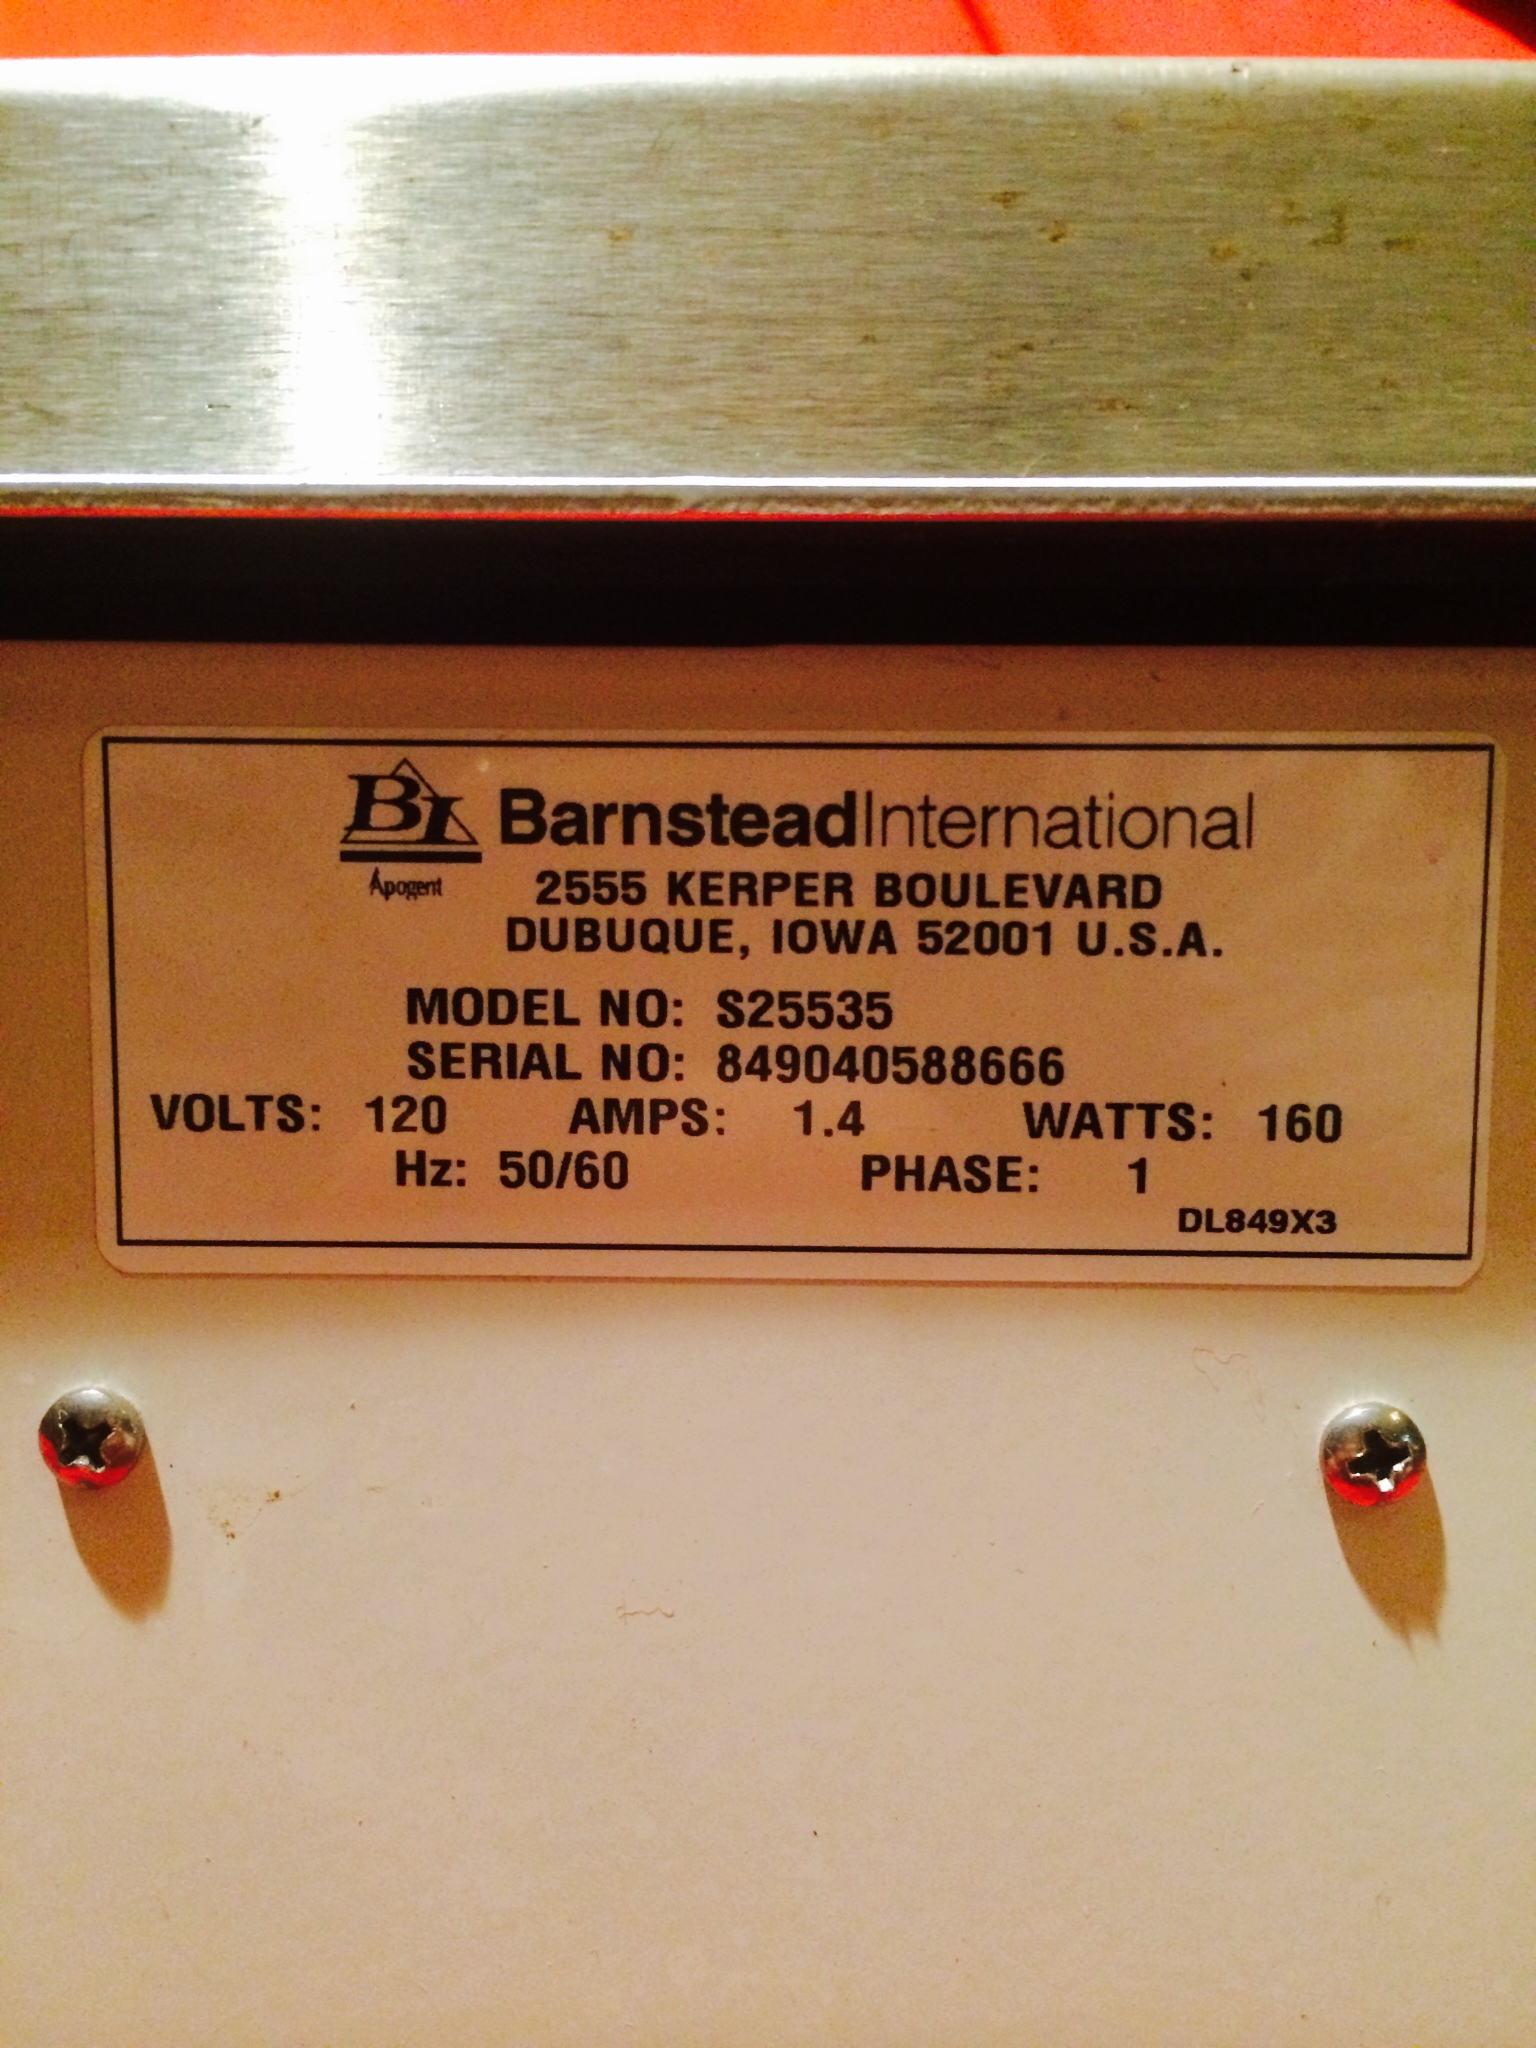 BI BarnsteadInternational
Apogent
2555 KERPER BOULEVARD
DUBUQUE, IOWA 52001 U.S.A.
MODEL NO: S25535
SERIAL NO: 849040588666
VOLTS: 120 AMPS: 1.4 WATTS: 160
Hz: 50/60 PHASE: 1
DL849X3